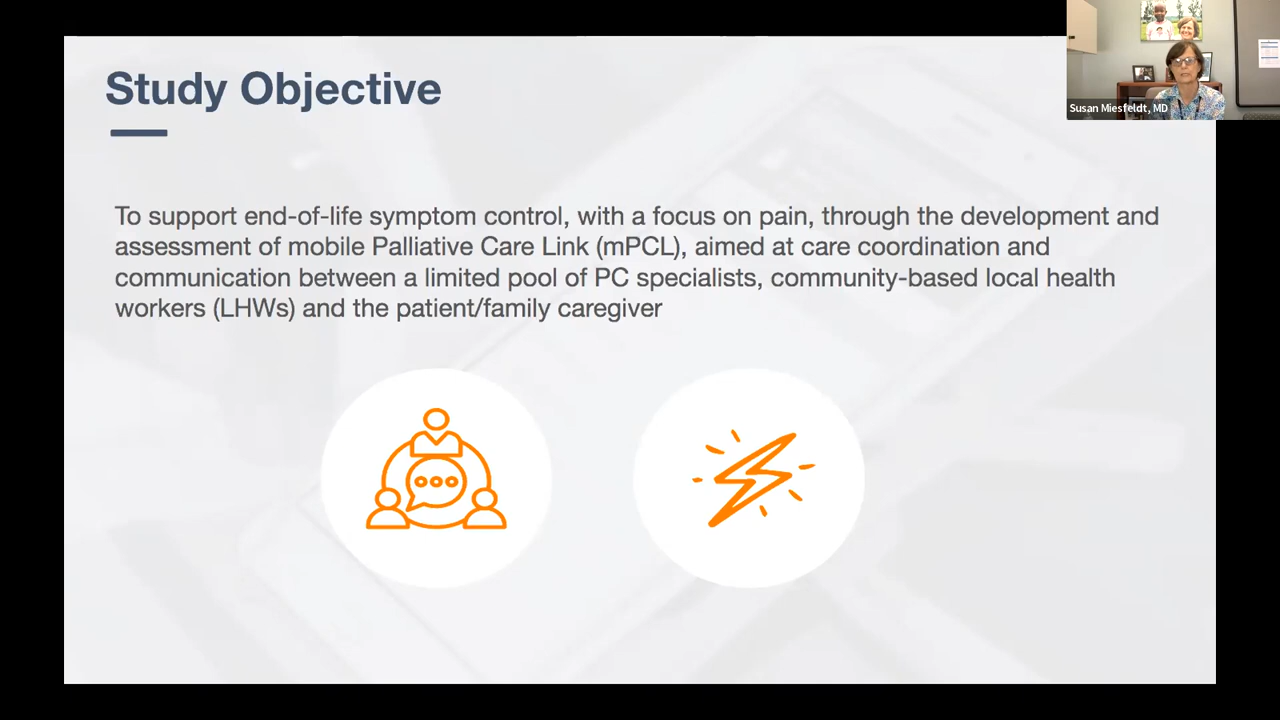 Study Objective
Susan Miesfeldt, MD
To support end-of-life symptom control, with a focus on pain, through the development and
assessment of mobile Palliative Care Link (mPCL), aimed at care coordination and
communication between a limited pool of PC specialists, community-based local health
workers (LHWs) and the patient/family caregiver